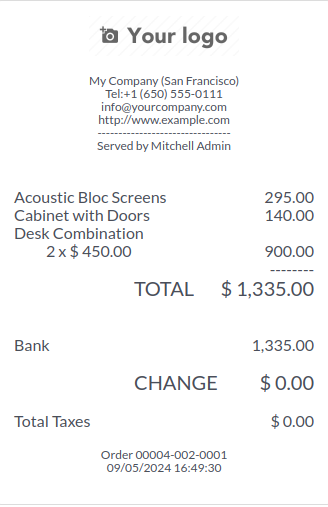 Your logo
My Company (San Francisco)
Tel:+1 (650) 555-0111
info@yourcompany.com
http://www.example.com
--------------------------------
Served by Mitchell Admin
Acoustic Bloc Screens 295.00
Cabinet with Doors 140.00
Desk Combination
2 x $ 450.00 900.00
--------
TOTAL $ 1,335.00
Bank 1,335.00
CHANGE $ 0.00
Total Taxes $ 0.00
Order 00004-002-0001
09/05/2024 16:49:30